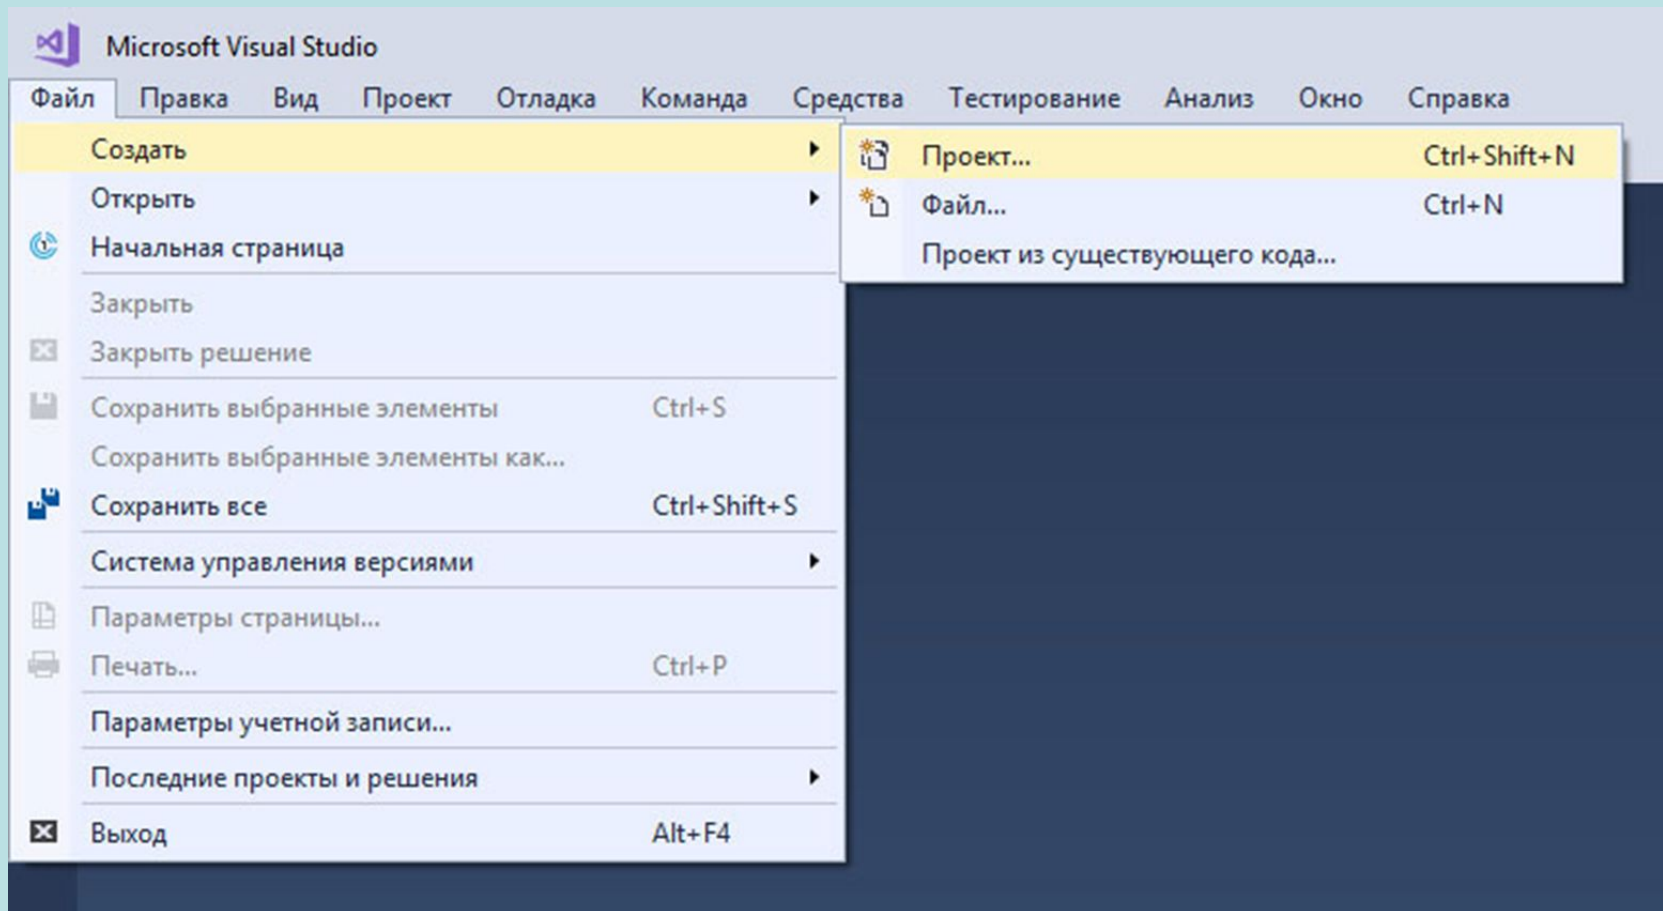 Microsoft Visual Studio
Файл Правка Вид Проект Отладка Команда Средства Тестирование Анализ Окно Справка
Создать
Открыть
Начальная страница
Закрыть
Закрыть решение
Сохранить выбранные элементы Ctrl+S
Сохранить выбранные элементы как...
Сохранить все Ctrl+Shift+S
Система управления версиями
Параметры страницы...
Печать... Ctrl+P
Параметры учетной записи...
Последние проекты и решения
Выход Alt+F4
Проект... Ctrl+Shift+N
Файл... Ctrl+N
Проект из существующего кода...